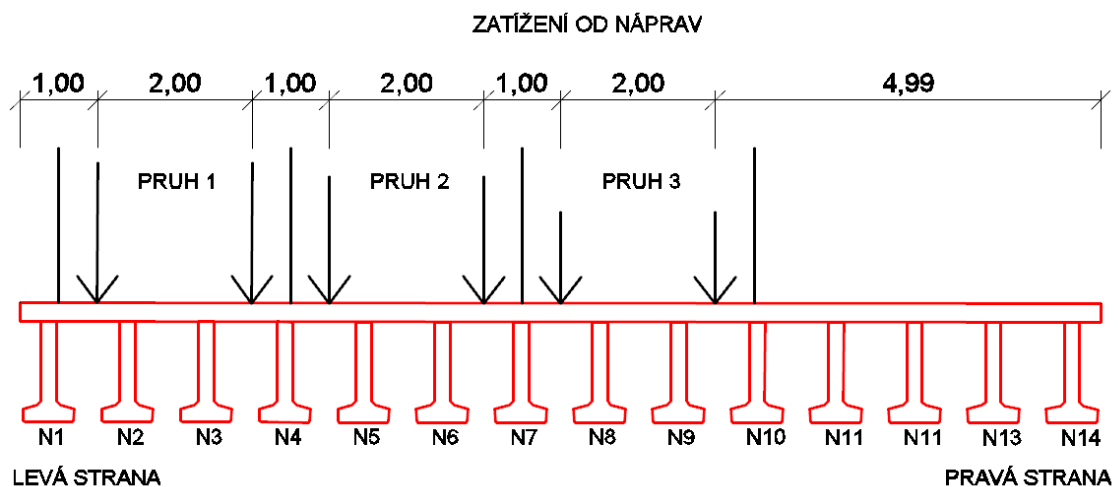 ZATÍŽENÍ OD NÁPRAV
1,00 2,00 1,00 2,00 1,00 2,00 4,99
PRUH 1 PRUH 2 PRUH 3
N1 N2 N3 N4 N5 N6 N7 N8 N9 N10 N11 N11 N13 N14
LEVÁ STRANA PRAVÁ STRANA